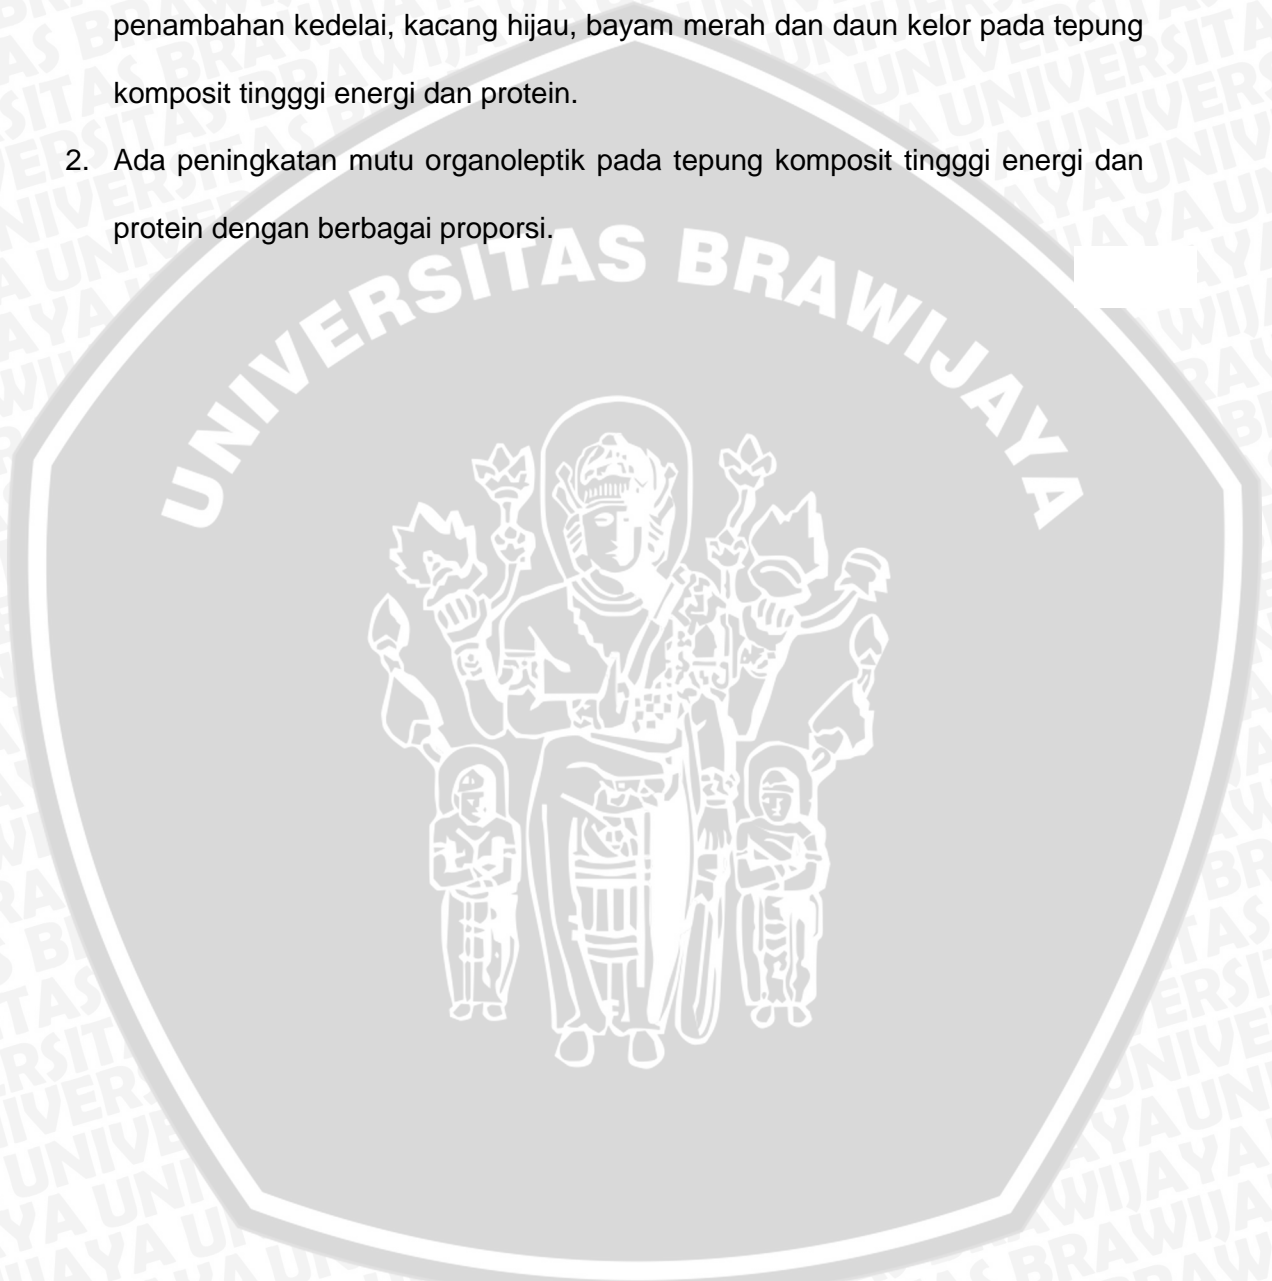 penambahan kedelai, kacang hijau, bayam merah dan daun kelor pada tepung
komposit tingggi energi dan protein.
2. Ada peningkatan mutu organoleptik pada tepung komposit tingggi energi dan
protein dengan berbagai proporsi.
UNIVERSITAS BRAWIJAYA